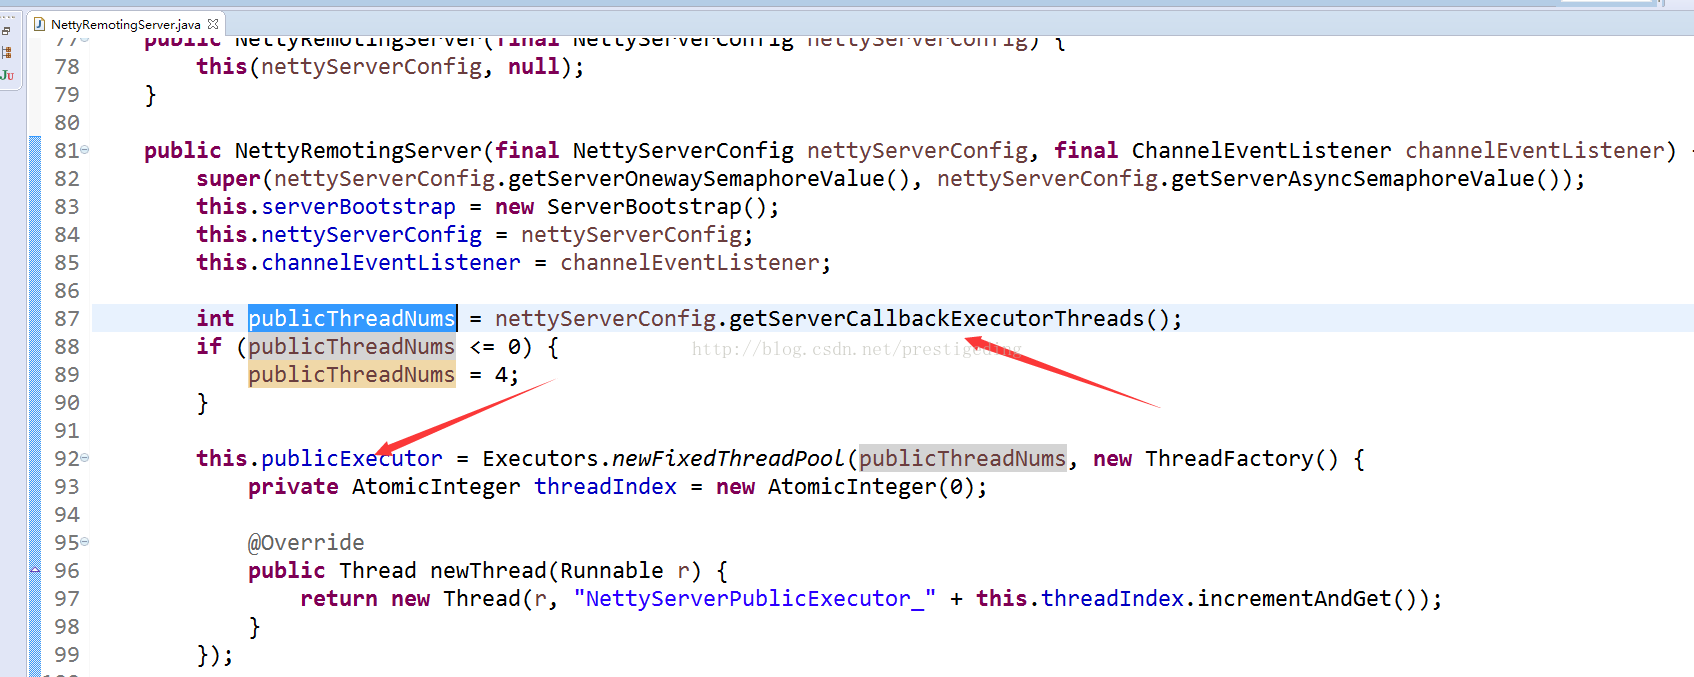 NettyRemotingServer.java
77 public NettyRemotingServer(final NettyServerConfig nettyServerConfig) {
78 this(nettyServerConfig, null);
79 }
80
81 public NettyRemotingServer(final NettyServerConfig nettyServerConfig, final ChannelEventListener channelEventListener) {
82 super(nettyServerConfig.getServerOnewaySemaphoreValue(), nettyServerConfig.getServerAsyncSemaphoreValue());
83 this.serverBootstrap = new ServerBootstrap();
84 this.nettyServerConfig = nettyServerConfig;
85 this.channelEventListener = channelEventListener;
86
87 int publicThreadNums = nettyServerConfig.getServerCallbackExecutorThreads();
88 if (publicThreadNums <= 0) {
http://blog.csdn.net/prestigeding
89 publicThreadNums = 4;
90 }
91
92 this.publicExecutor = Executors.newFixedThreadPool(publicThreadNums, new ThreadFactory() {
93 private AtomicInteger threadIndex = new AtomicInteger(0);
94
95 @Override
96 public Thread newThread(Runnable r) {
97 return new Thread(r, "NettyServerPublicExecutor_" + this.threadIndex.incrementAndGet());
98 }
99 });